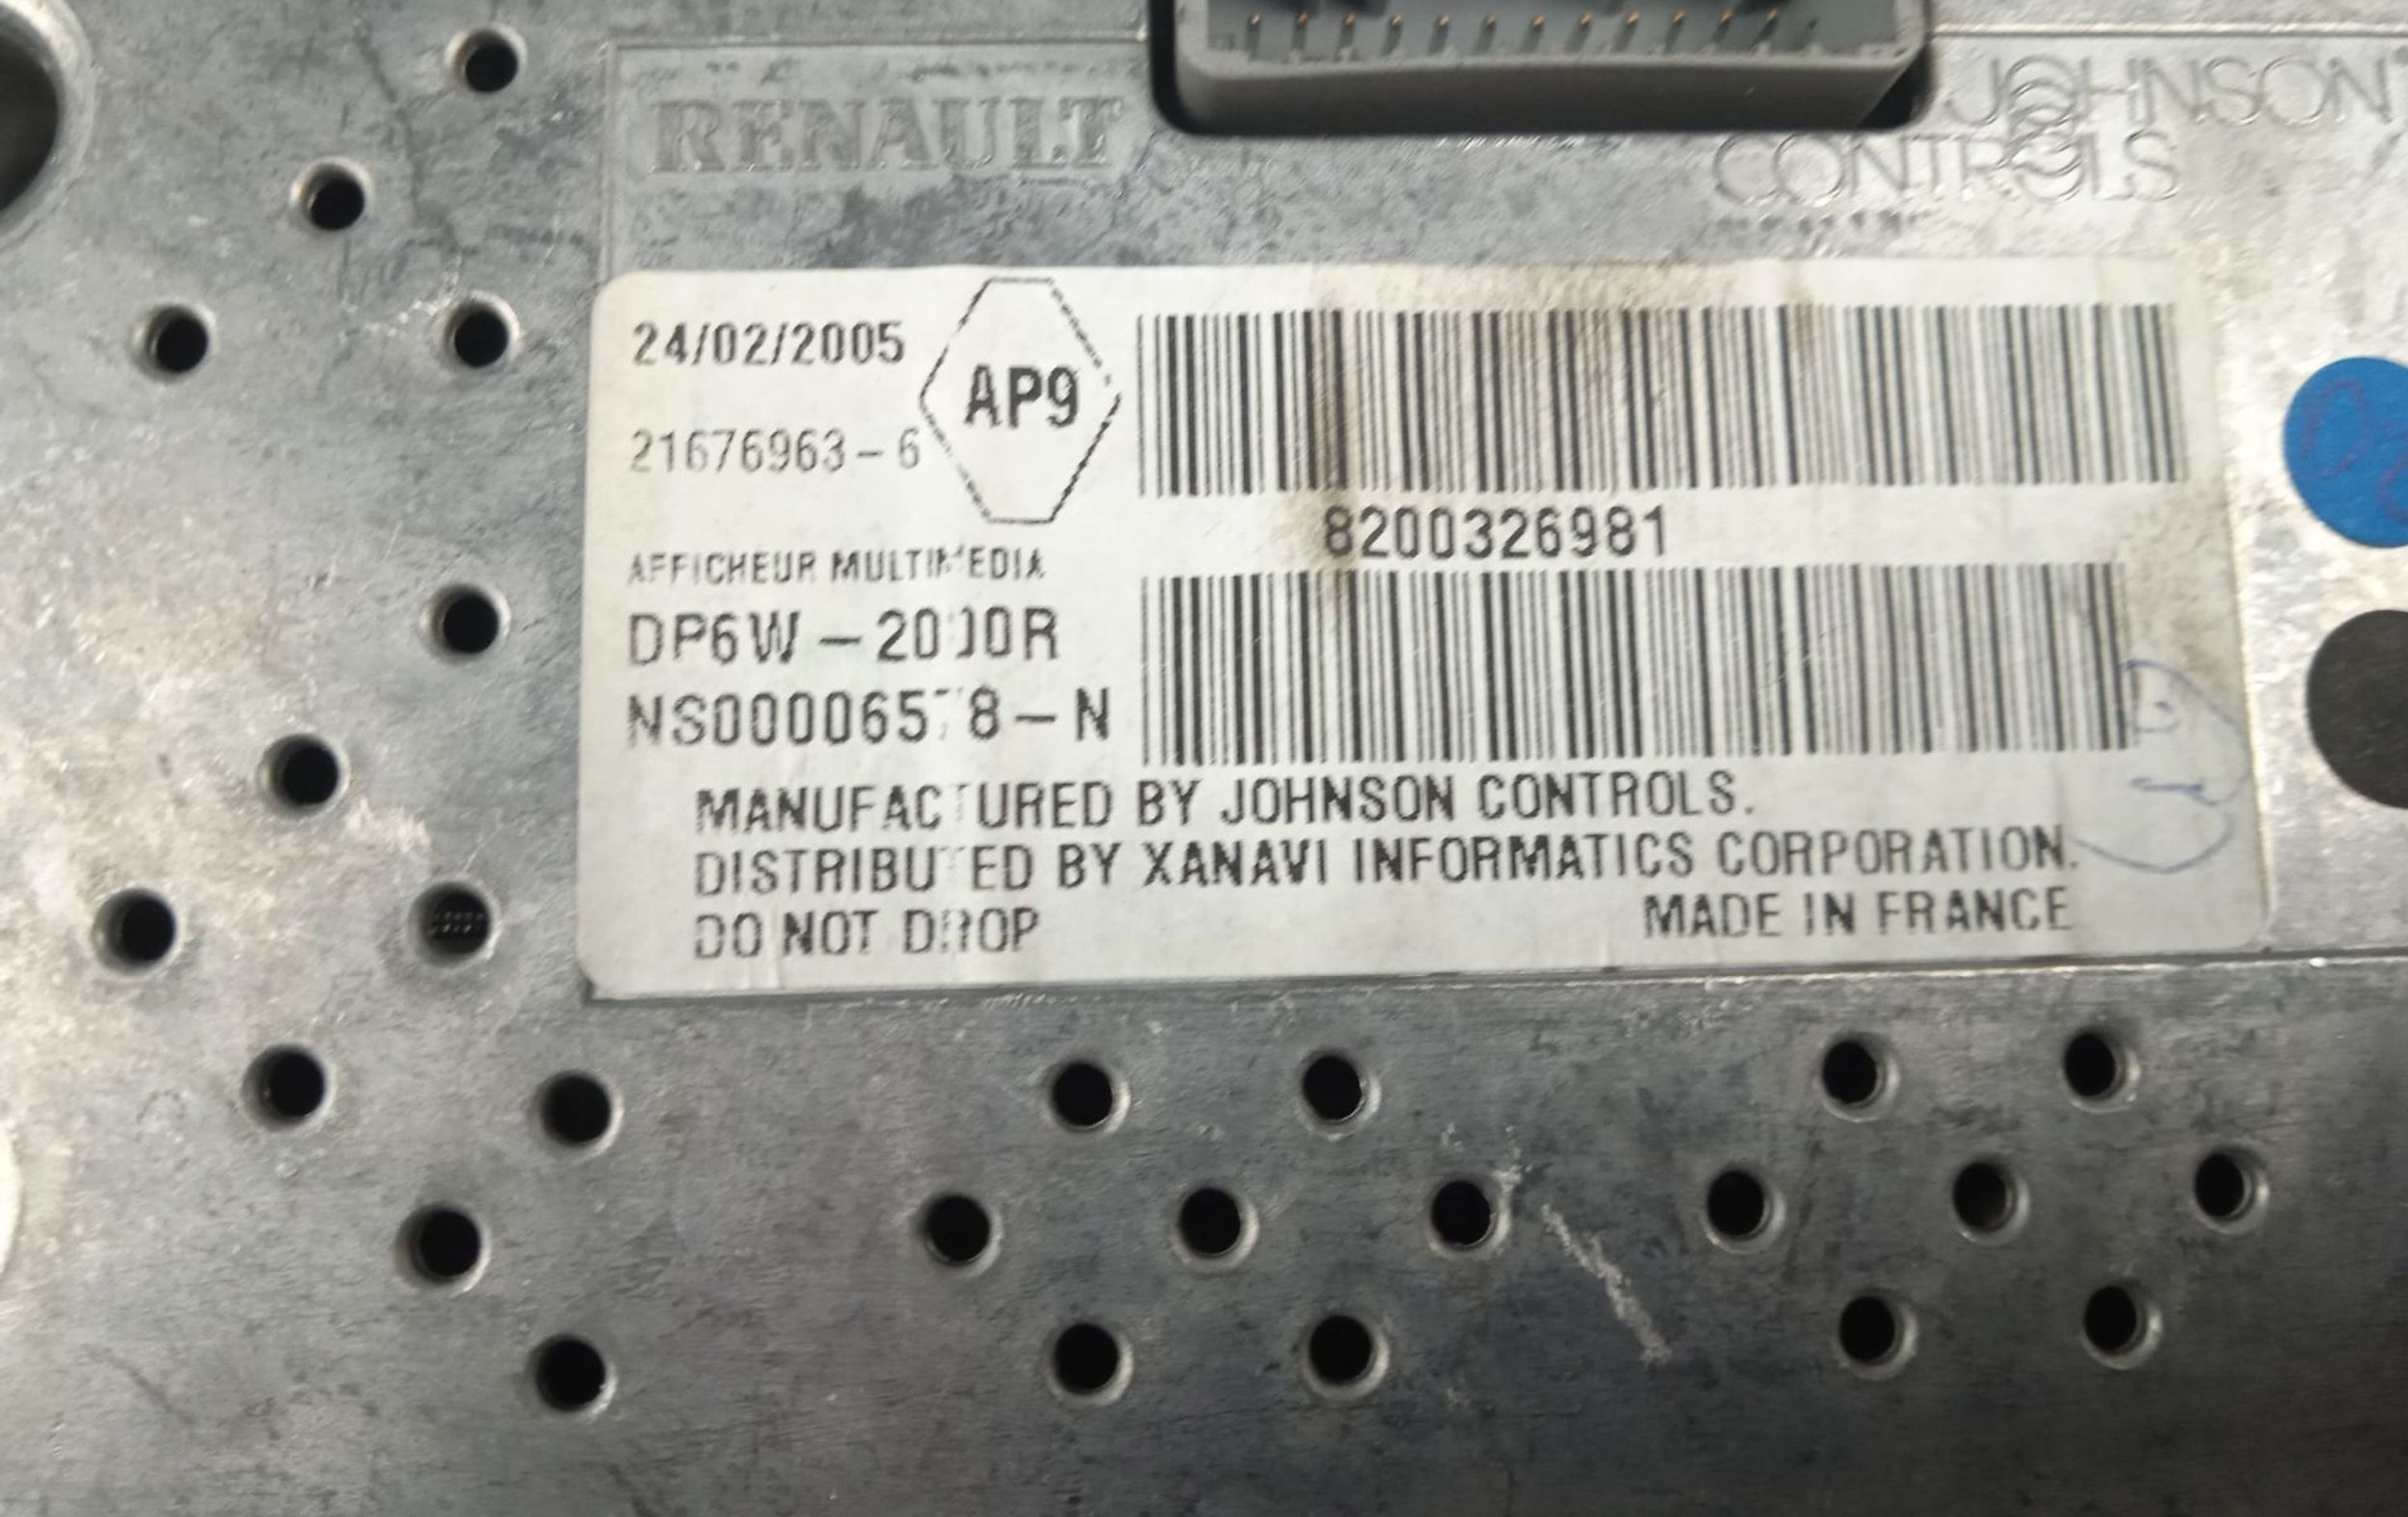 RENAULT
JOHNSON
CONTROLS
24/02/2005
AP9
21676963-6
8200326981
AFFICHEUR MULTIMEDIA
DP6W-2000R
MANUFACTURED BY JOHNSON CONTROLS.
DISTRIBUTED BY XANAVI INFORMATICS CORPORATION.
DO NOT DROP
MADE IN FRANCE